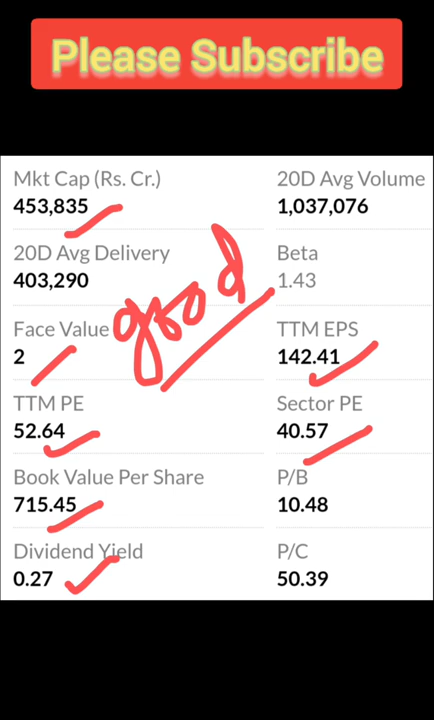 Please Subscribe
Mkt Cap (Rs. Cr.) 20D Avg Volume
453,835 1,037,076
20D Avg Delivery Beta
403,290 1.43
good
Face Value TTM EPS
2 142.41
TTM PE Sector PE
52.64 40.57
Book Value Per Share P/B
715.45 10.48
Dividend Yield P/C
0.27 50.39